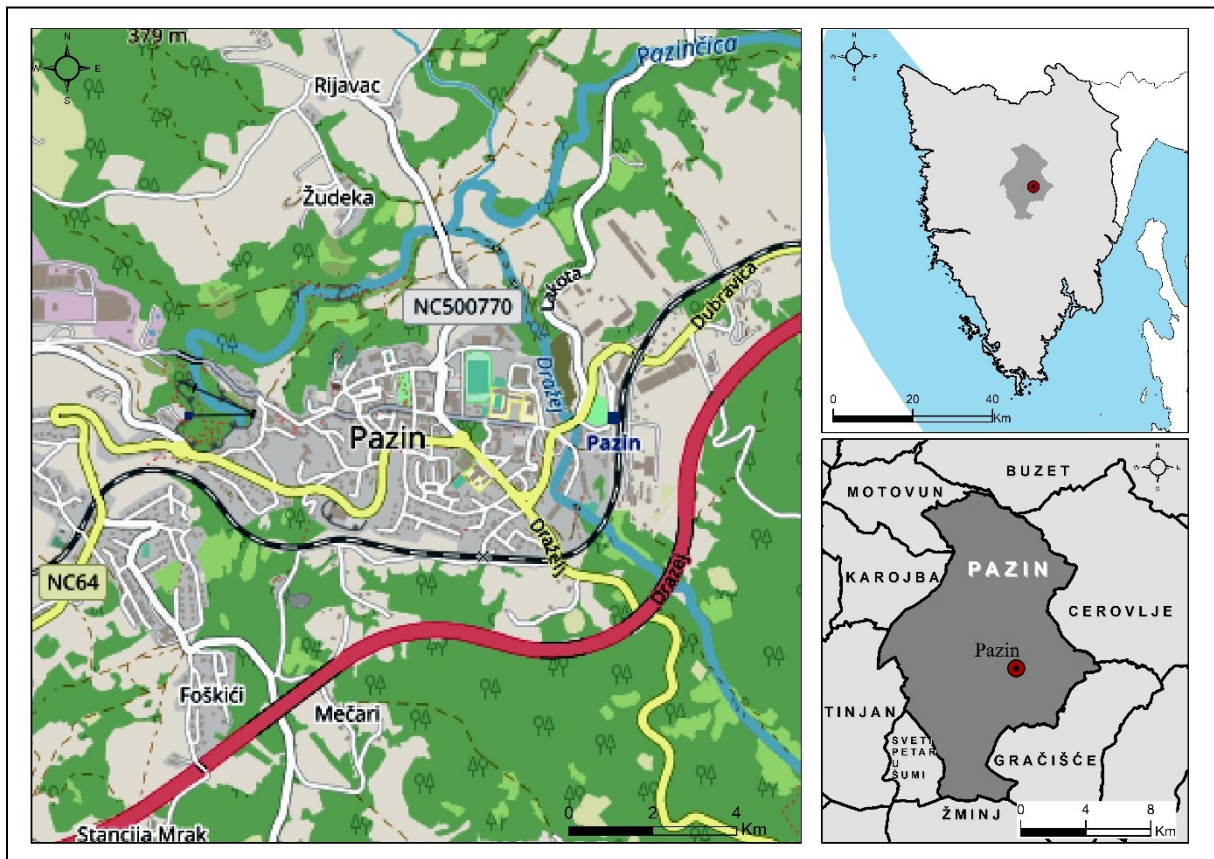 379 m
N
W E
S
Pazinčica
Rijavac
Žudeka
Lakota
Dubravica
NC500770
Dražej
Pazin
Pazin
Dražejh
Dražej
NC64
Foškići
Mečari
Stancija Mrak
0 2 4
Km
N
W E
S
0 20 40
Km
N
W E
S
BUZET
MOTOVUN
PAZIN
KAROJBA
CEROVLJE
Pazin
TINJAN
SVETI
PETAR
U
ŠUMI
GRAČIŠĆE
ŽMINJ
0 4 8
Km